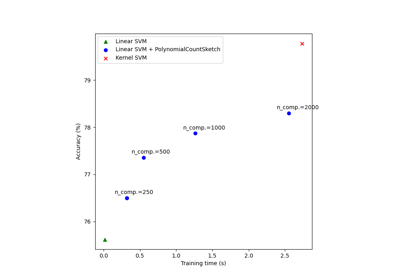 Linear SVM
Linear SVM + PolynomialCountSketch
Kernel SVM
79
78
77
76
Accuracy (%)
n_comp.=2000
n_comp.=1000
n_comp.=500
n_comp.=250
0.0 0.5 1.0 1.5 2.0 2.5
Training time (s)